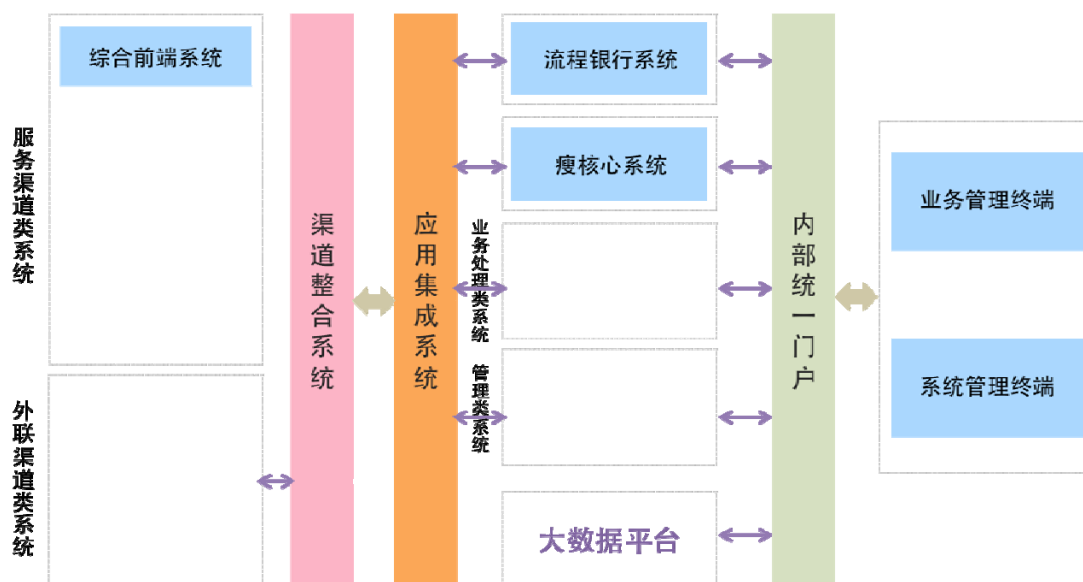 服务渠道类系统
综合前端系统
外联渠道类系统
渠道整合系统
应用集成系统
流程银行系统
瘦核心系统
业务处理类系统
管理类系统
大数据平台
内部统一门户
业务管理终端
系统管理终端